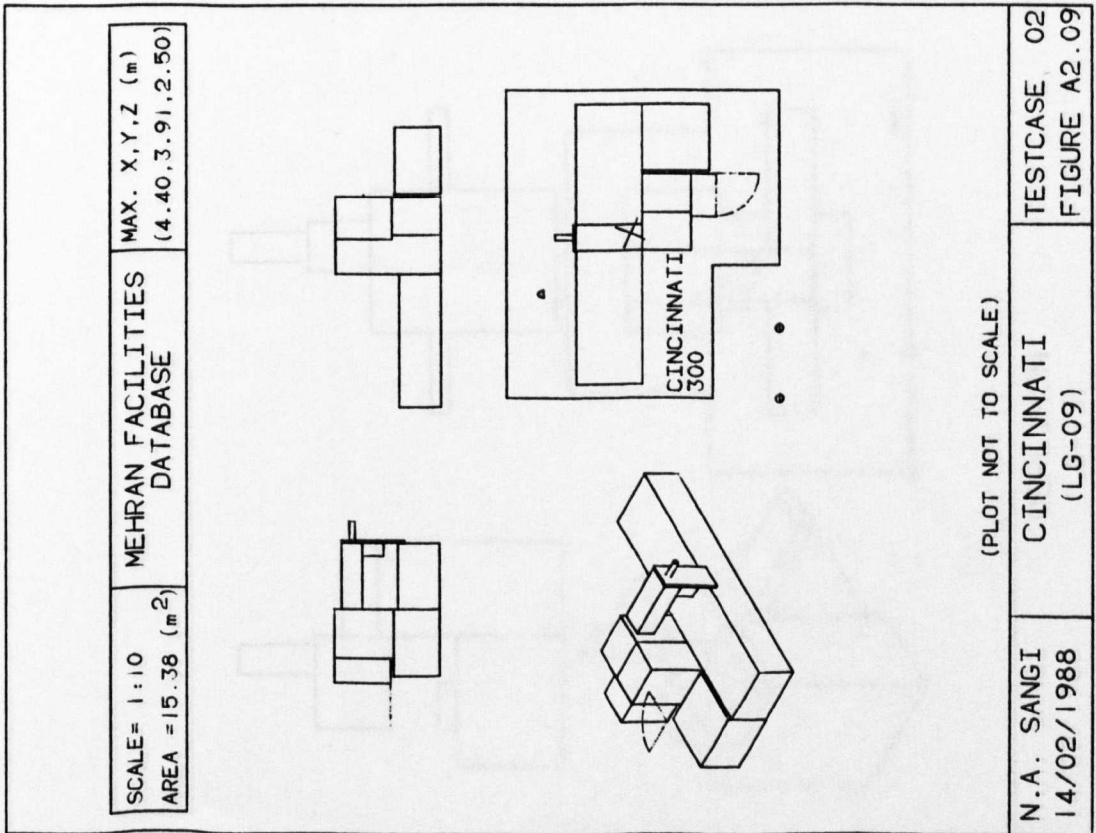 SCALE= 1:10
AREA =15.38 (m2)
MEHRAN FACILITIES
DATABASE
MAX. X,Y,Z (m)
(4.40,3.91,2.50)
CINCINNATI
300
(PLOT NOT TO SCALE)
N.A. SANGI
14/02/1988
CINCINNATI
(LG-09)
TESTCASE 02
FIGURE A2.09